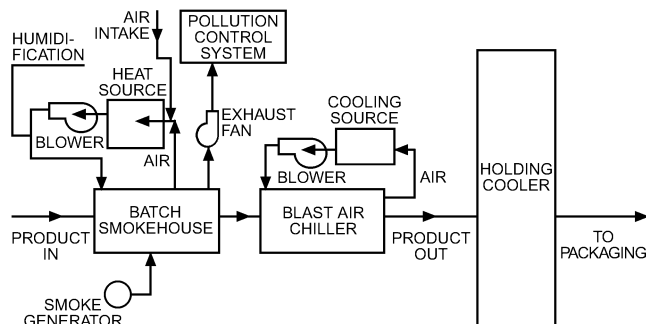 AIR
INTAKE
POLLUTION
CONTROL
SYSTEM
HUMIDI-
FICATION
HEAT
SOURCE
BLOWER
AIR
EXHAUST
FAN
COOLING
SOURCE
BLOWER
AIR
HOLDING
COOLER
BATCH
SMOKEHOUSE
BLAST AIR
CHILLER
PRODUCT
IN
PRODUCT
OUT
TO
PACKAGING
SMOKE
GENERATOR